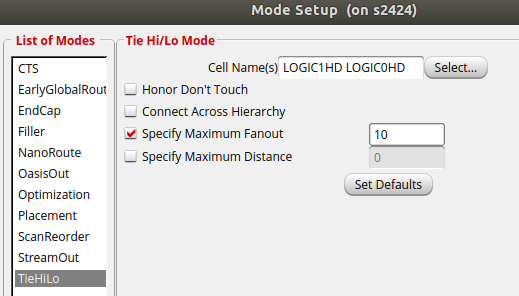 Mode Setup (on s2424)
List of Modes
CTS
EarlyGlobalRout
EndCap
Filler
NanoRoute
OasisOut
Optimization
Placement
ScanReorder
StreamOut
TieHiLo
Tie Hi/Lo Mode
Cell Name(s) LOGIC1HD LOGIC0HD Select...
Honor Don't Touch
Connect Across Hierarchy
Specify Maximum Fanout 10
Specify Maximum Distance 0
Set Defaults